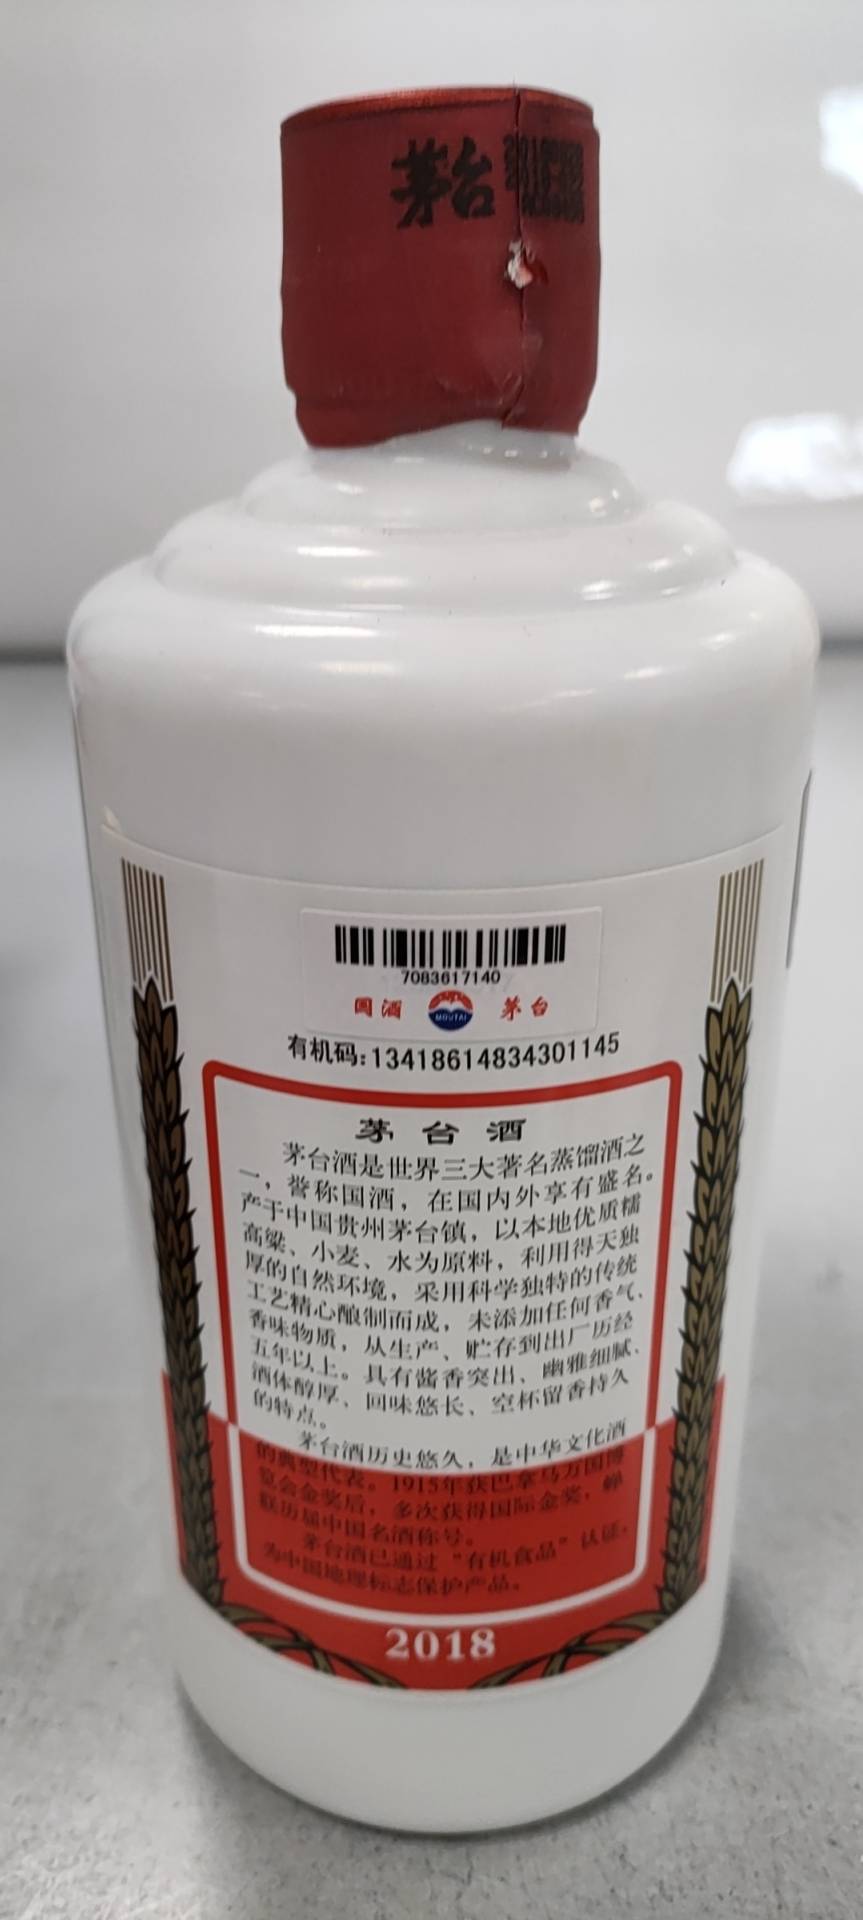 茅台
7083617140
国酒 MOUTAI 茅台
有机码:13418614834301145
茅台酒
茅台酒是世界三大著名蒸馏酒之
一，誉称国酒，在国内外享有盛名。
产于中国贵州茅台镇，以本地优质糯
高粱、小麦、水为原料，利用得天独
厚的自然环境，采用科学独特的传统
工艺精心酿制而成，未添加任何香气、
香味物质，从生产、贮存到出厂历经
五年以上。具有酱香突出、幽雅细腻、
酒体醇厚、回味悠长、空杯留香持久
的特点。
茅台酒历史悠久，是中华文化酒
的典型代表。1915年获巴拿马万国博
览会金奖后，多次获得国际金奖，蝉
联历届中国名酒称号。
茅台酒已通过“有机食品”认证，
为中国地理标志保护产品。
2018